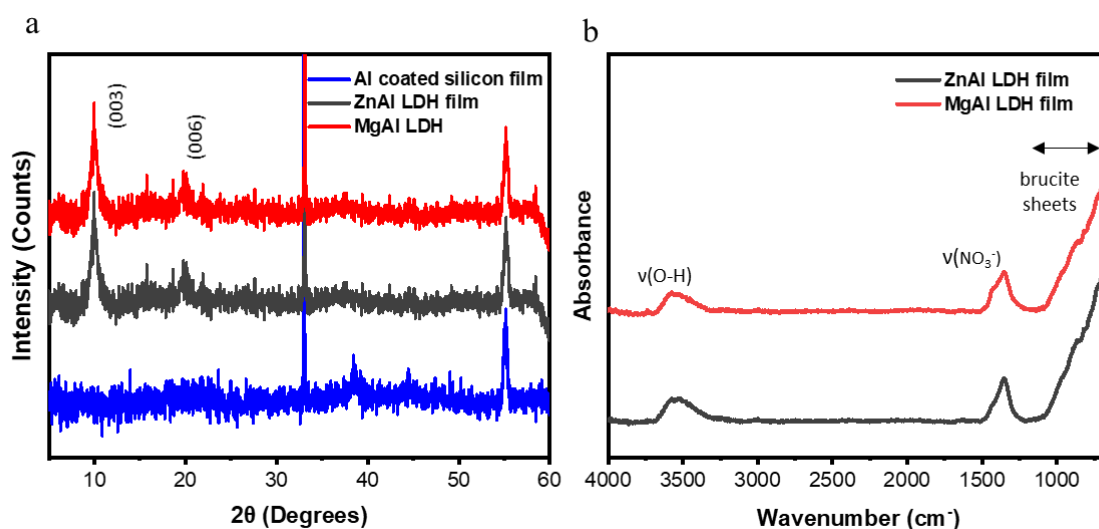 a
Intensity (Counts)
(003)
(006)
Al coated silicon film
ZnAl LDH film
MgAl LDH
10
20
30
40
50
60
2θ (Degrees)
b
Absorbance
ZnAl LDH film
MgAl LDH film
brucite
sheets
ν(O-H)
ν(NO₃⁻)
4000
3500
3000
2500
2000
1500
1000
Wavenumber (cm⁻)